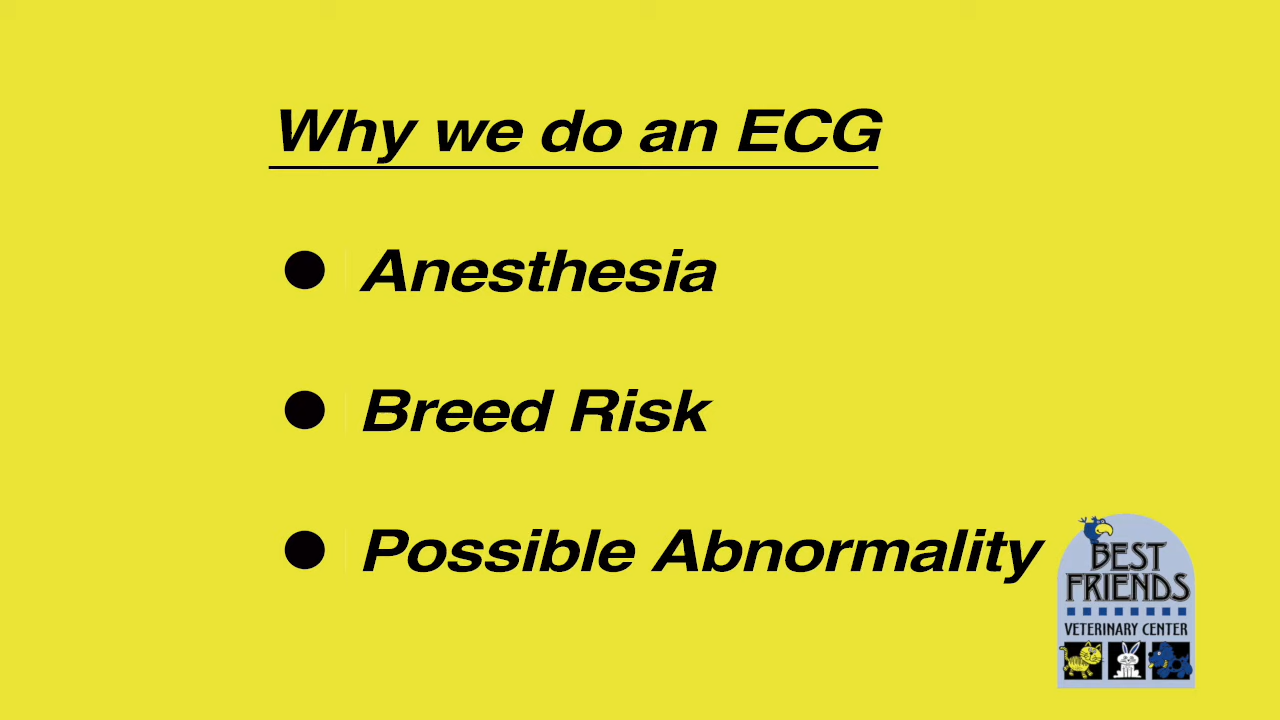 Why we do an ECG
● Anesthesia
● Breed Risk
● Possible Abnormality
BEST
FRIENDS
VETERINARY CENTER